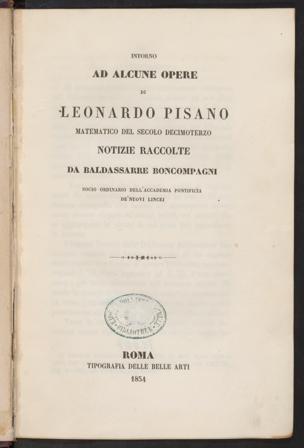 INTORNO
AD ALCUNE OPERE
DI
LEONARDO PISANO
MATEMATICO DEL SECOLO DECIMOTERZO
NOTIZIE RACCOLTE
DA BALDASSARRE BONCOMPAGNI
SOCIO ORDINARIO DELL'ACCADEMIA PONTIFICIA
DE'NUOVI LINCEI
ROMA
TIPOGRAFIA DELLE BELLE ARTI
1854